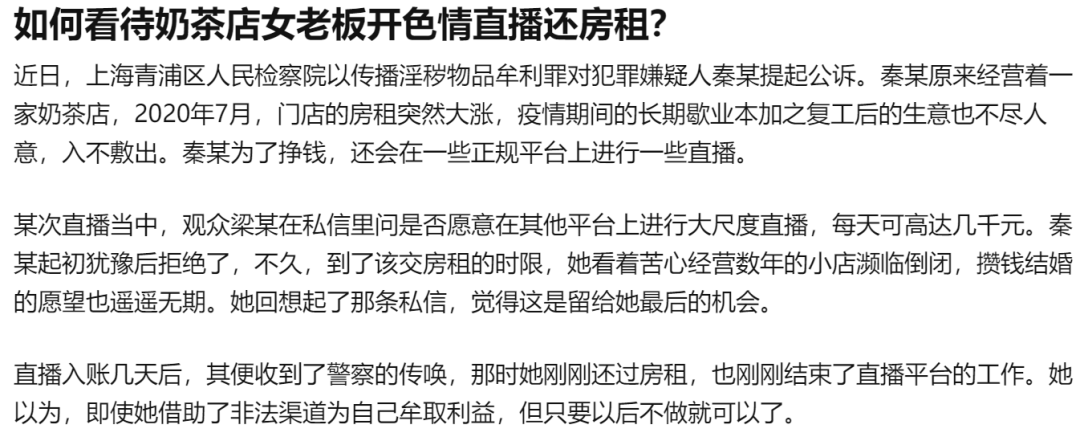 如何看待奶茶店女老板开色情直播还房租？
近日，上海青浦区人民检察院以传播淫秽物品牟利罪对犯罪嫌疑人秦某提起公诉。秦某原来经营着一
家奶茶店，2020年7月，门店的房租突然大涨，疫情期间的长期歇业本加之复工后的生意也不尽人
意，入不敷出。秦某为了挣钱，还会在一些正规平台上进行一些直播。
某次直播当中，观众梁某在私信里问是否愿意在其他平台上进行大尺度直播，每天可高达几千元。秦
某起初犹豫后拒绝了，不久，到了该交房租的时限，她看着苦心经营数年的小店濒临倒闭，攒钱结婚
的愿望也遥遥无期。她回想起了那条私信，觉得这是留给她最后的机会。
直播入账几天后，其便收到了警察的传唤，那时她刚刚还过房租，也刚刚结束了直播平台的工作。她
以为，即使她借助了非法渠道为自己牟取利益，但只要以后不做就可以了。